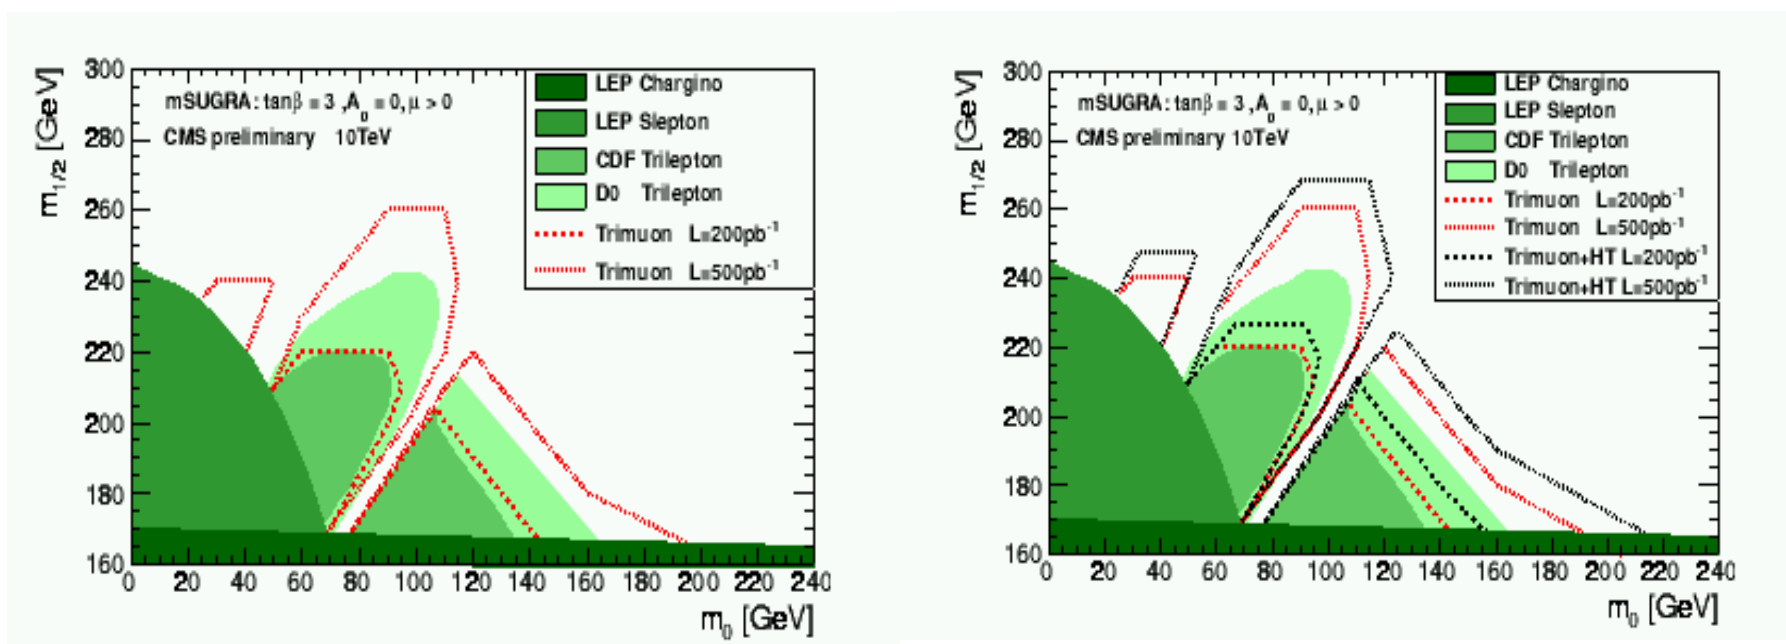 300
280
260
240
220
200
180
160
m1/2 [GeV]
mSUGRA: tanβ = 3 ,A0 = 0, μ > 0
CMS preliminary 10TeV
LEP Chargino
LEP Slepton
CDF Trilepton
D0 Trilepton
Trimuon L=200pb-1
Trimuon L=500pb-1
0 20 40 60 80 100 120 140 160 180 200 220 240
m0 [GeV]
300
280
260
240
220
200
180
160
m1/2 [GeV]
mSUGRA: tanβ = 3 ,A0 = 0, μ > 0
CMS preliminary 10TeV
LEP Chargino
LEP Slepton
CDF Trilepton
D0 Trilepton
Trimuon L=200pb-1
Trimuon L=500pb-1
Trimuon+HT L=200pb-1
Trimuon+HT L=500pb-1
0 20 40 60 80 100 120 140 160 180 200 220 240
m0 [GeV]